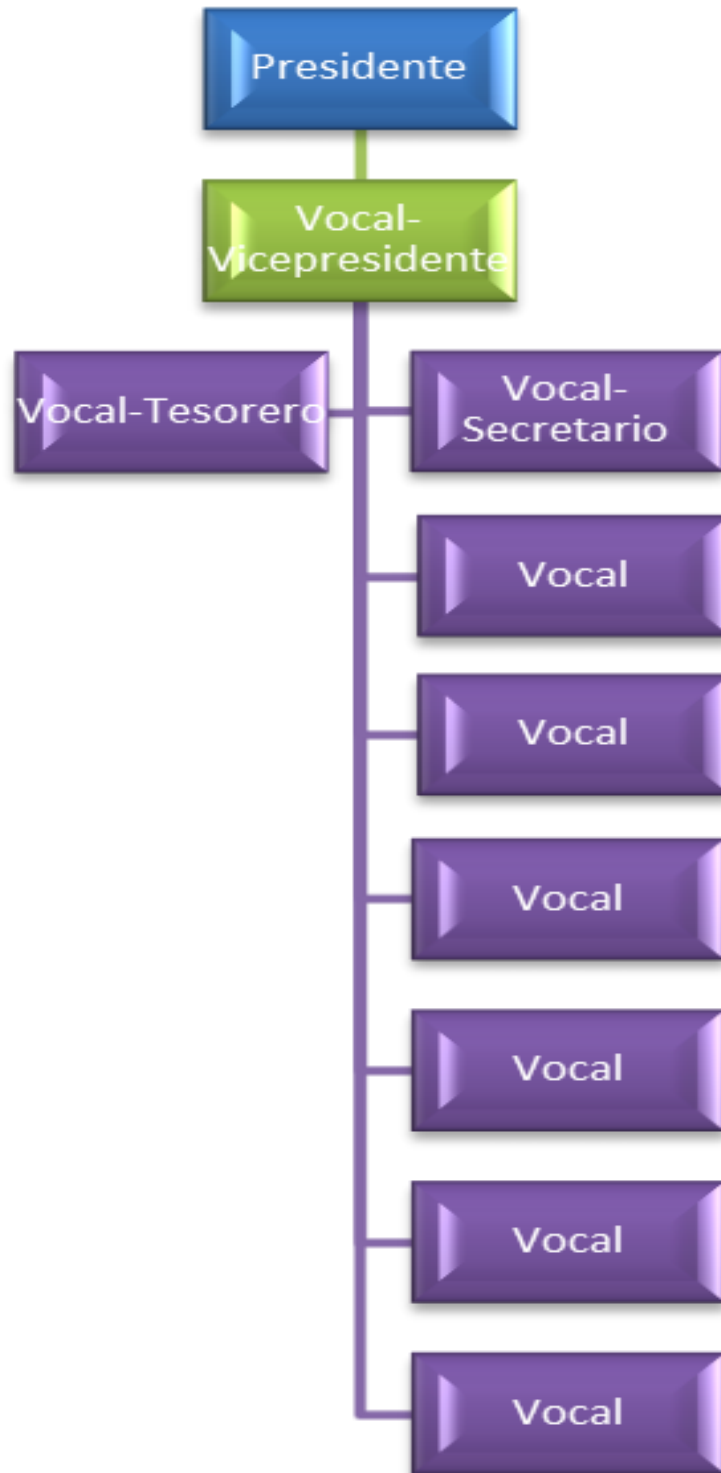 Presidente
Vocal-
Vicepresidente
Vocal-Tesorero
Vocal-
Secretario
Vocal
Vocal
Vocal
Vocal
Vocal
Vocal